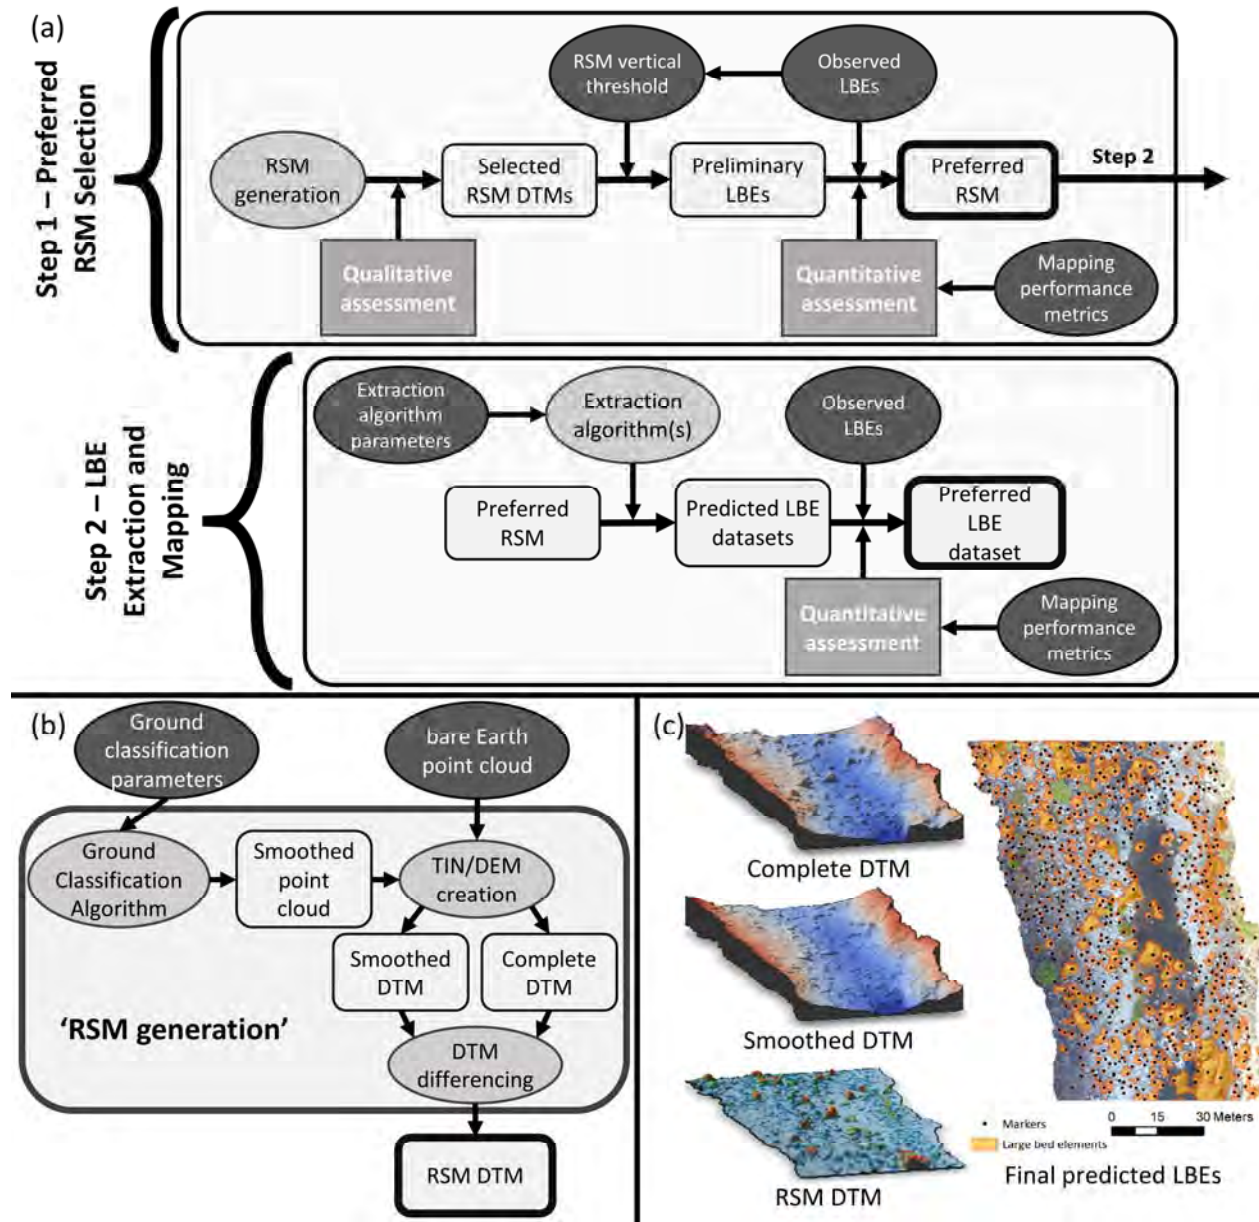 (a)
Step 1 – Preferred
RSM Selection
RSM vertical
threshold
Observed
LBEs
RSM
generation
Selected
RSM DTMs
Preliminary
LBEs
Preferred
RSM
Step 2
Qualitative
assessment
Quantitative
assessment
Mapping
performance
metrics
Step 2 – LBE
Extraction and
Mapping
Extraction
algorithm
parameters
Extraction
algorithm(s)
Observed
LBEs
Preferred
RSM
Predicted LBE
datasets
Preferred
LBE
dataset
Quantitative
assessment
Mapping
performance
metrics
(b)
Ground
classification
parameters
bare Earth
point cloud
Ground
Classification
Algorithm
Smoothed
point
cloud
TIN/DEM
creation
Smoothed
DTM
Complete
DTM
‘RSM generation’
DTM
differencing
RSM DTM
(c)
Complete DTM
Smoothed DTM
RSM DTM
0 15 30 Meters
Markers
Large bed elements
Final predicted LBEs